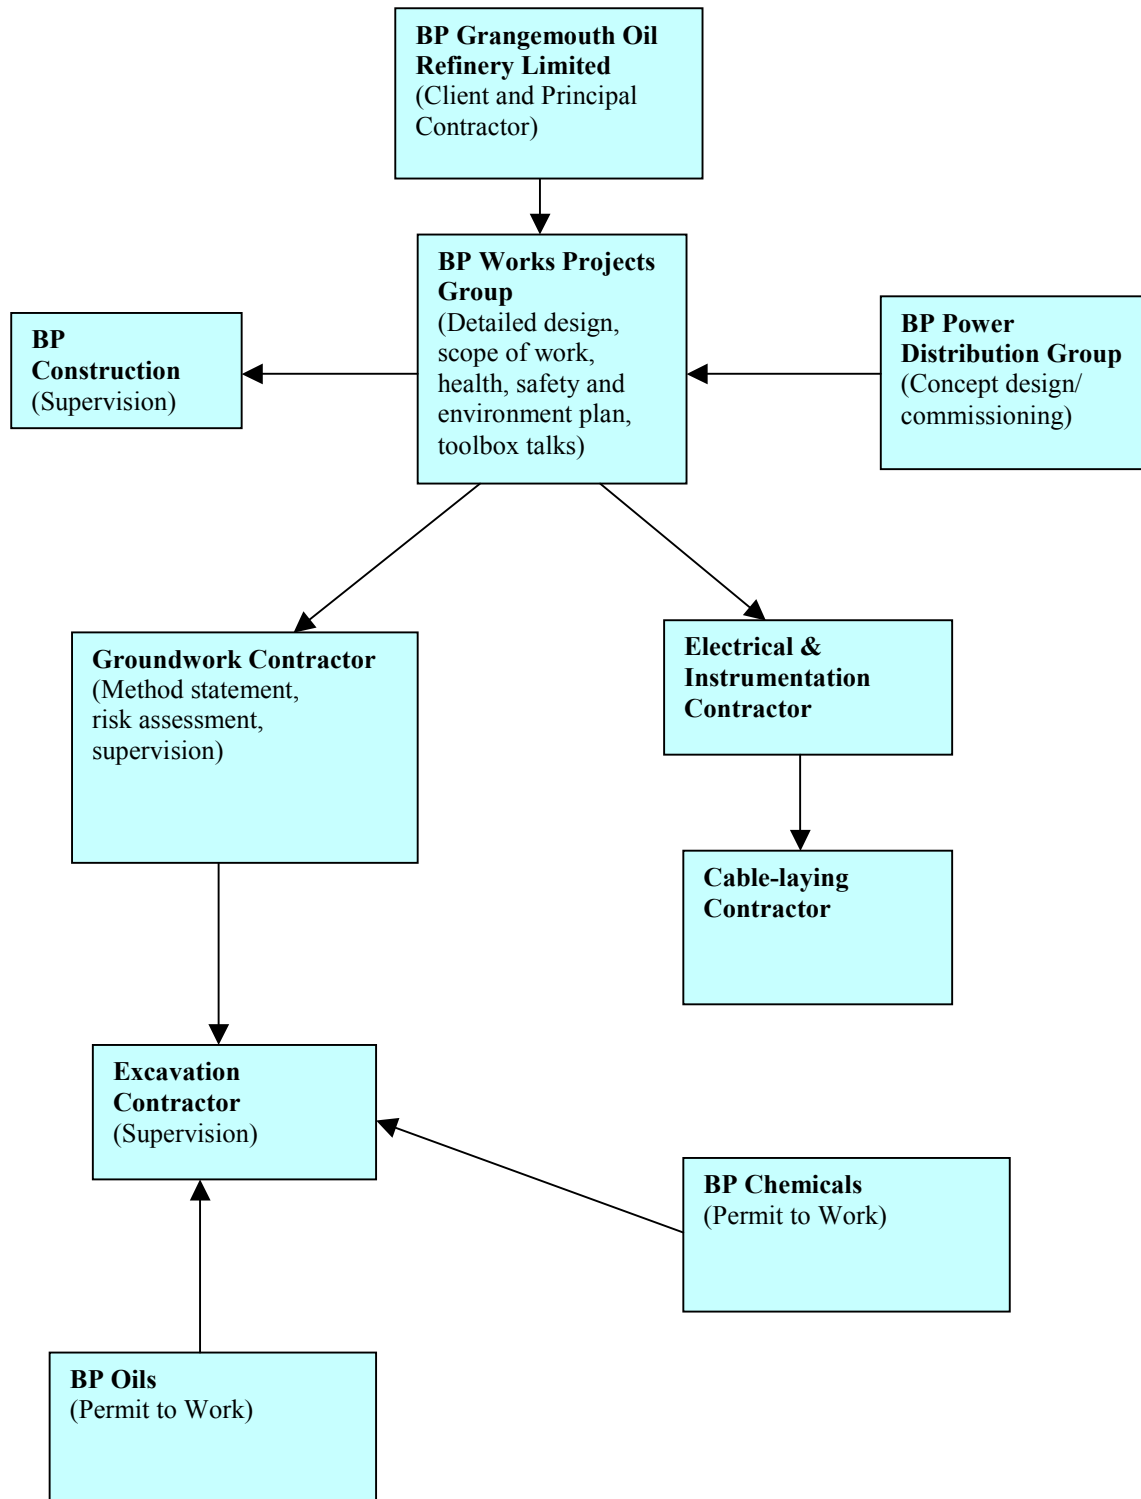 BP Grangemouth Oil
Refinery Limited
(Client and Principal
Contractor)
BP Works Projects
Group
(Detailed design,
scope of work,
health, safety and
environment plan,
toolbox talks)
BP
Construction
(Supervision)
BP Power
Distribution Group
(Concept design/
commissioning)
Groundwork Contractor
(Method statement,
risk assessment,
supervision)
Electrical &
Instrumentation
Contractor
Cable-laying
Contractor
Excavation
Contractor
(Supervision)
BP Chemicals
(Permit to Work)
BP Oils
(Permit to Work)